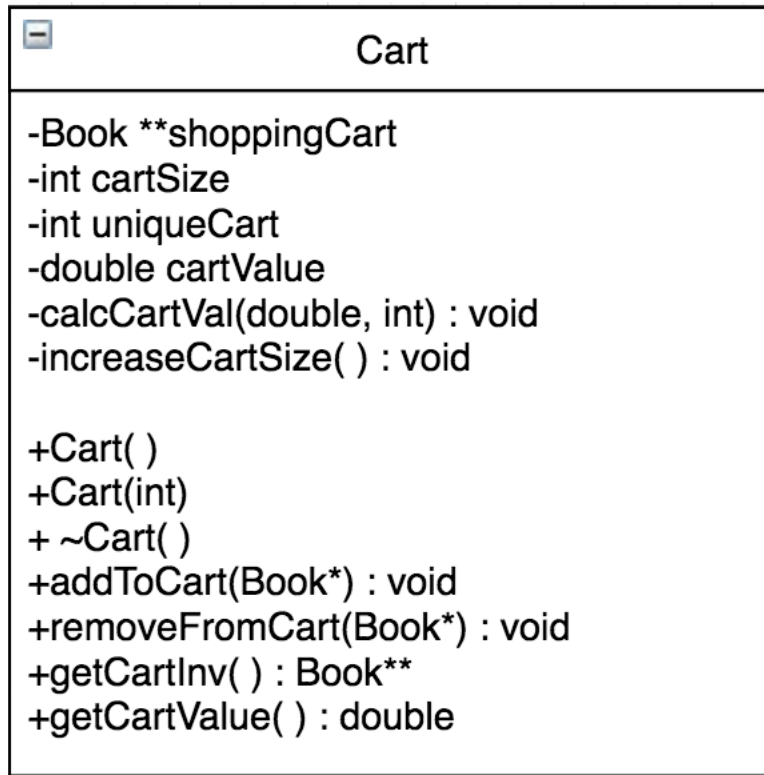 Cart
-Book **shoppingCart
-int cartSize
-int uniqueCart
-double cartValue
-calcCartVal(double, int) : void
-increaseCartSize( ) : void
+Cart( )
+Cart(int)
+ ~Cart( )
+addToCart(Book*) : void
+removeFromCart(Book*) : void
+getCartInv( ) : Book**
+getCartValue( ) : double